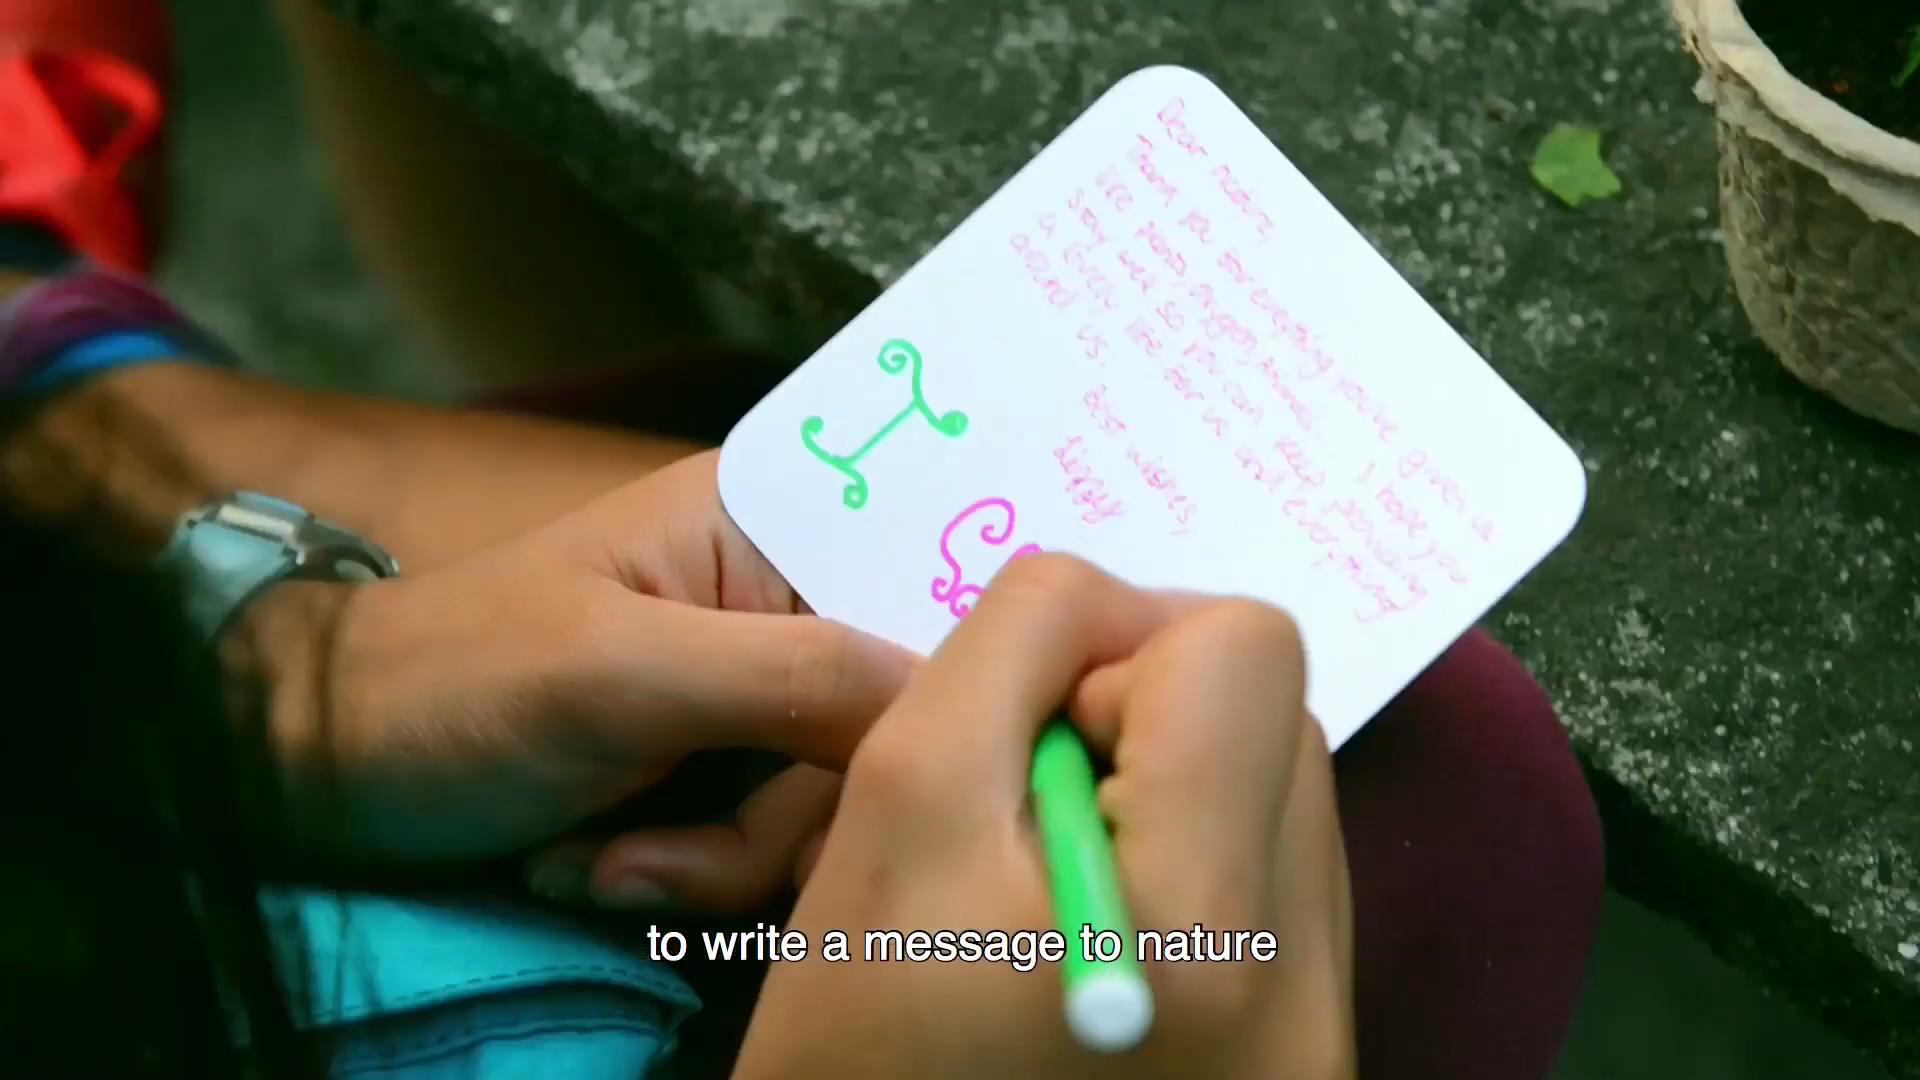 Dear nature,
Thank you for everything you've given us
like plants, oxygen, animals. I hope you
stay well so you can keep providing
a life for us and everything
around us.
Best wishes,
I
to write a message to nature